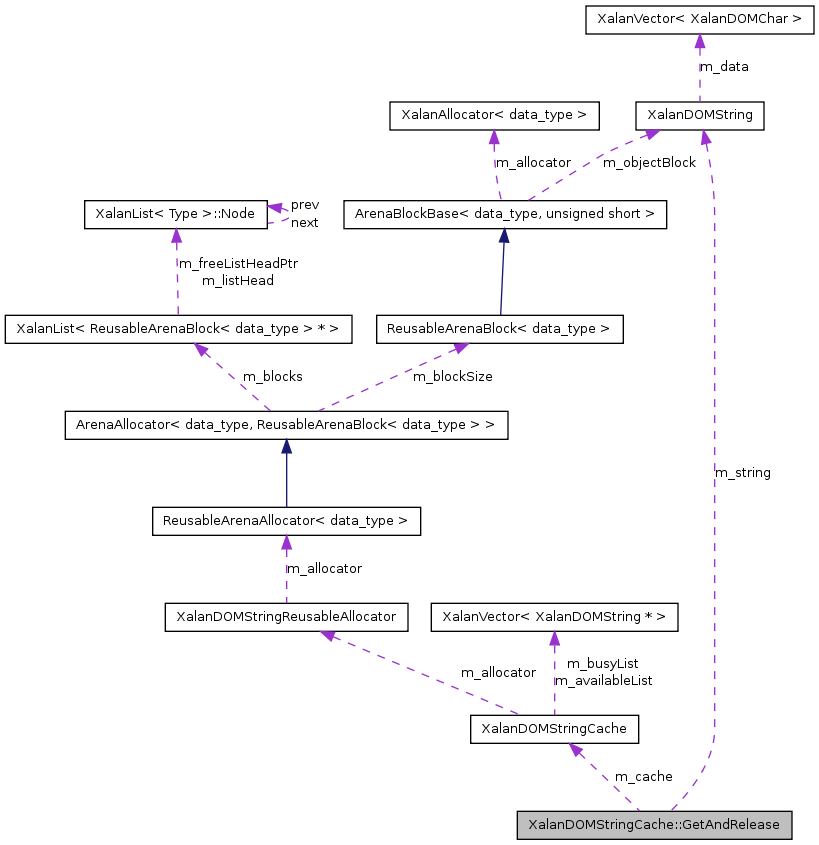 XalanVector< XalanDOMChar >
m_data
XalanAllocator< data_type >
XalanDOMString
m_allocator
m_objectBlock
XalanList< Type >::Node
prev
next
ArenaBlockBase< data_type, unsigned short >
m_freeListHeadPtr
m_listHead
XalanList< ReusableArenaBlock< data_type > * >
ReusableArenaBlock< data_type >
m_blocks
m_blockSize
ArenaAllocator< data_type, ReusableArenaBlock< data_type > >
m_string
ReusableArenaAllocator< data_type >
m_allocator
XalanDOMStringReusableAllocator
XalanVector< XalanDOMString * >
m_allocator
m_busyList
m_availableList
XalanDOMStringCache
m_cache
XalanDOMStringCache::GetAndRelease